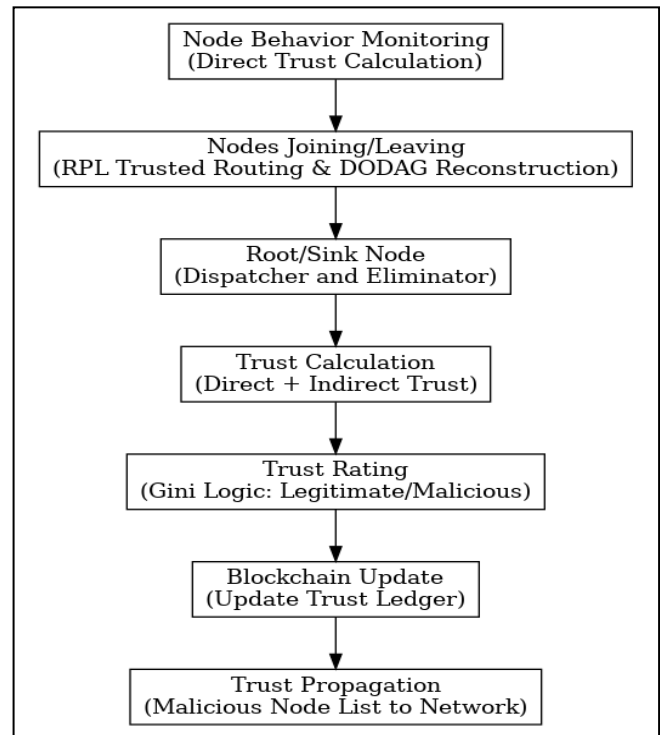 Node Behavior Monitoring
(Direct Trust Calculation)
Nodes Joining/Leaving
(RPL Trusted Routing & DODAG Reconstruction)
Root/Sink Node
(Dispatcher and Eliminator)
Trust Calculation
(Direct + Indirect Trust)
Trust Rating
(Gini Logic: Legitimate/Malicious)
Blockchain Update
(Update Trust Ledger)
Trust Propagation
(Malicious Node List to Network)